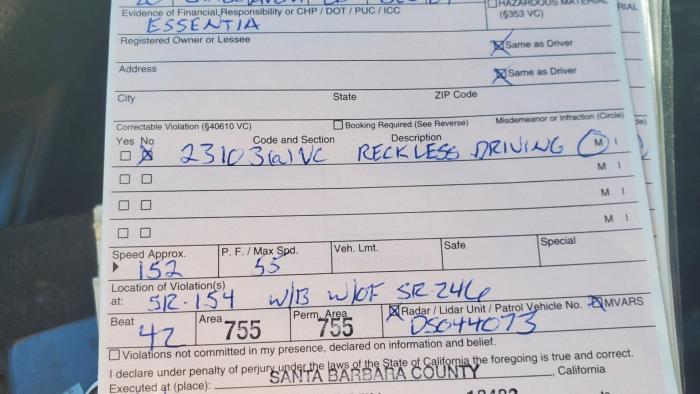 HAZARDOUS MATERIAL
Evidence of Financial Responsibility or CHP / DOT / PUC / ICC
(§353 VC)
RIAL
ESSENTIA
Registered Owner or Lessee
Same as Driver
Address
Same as Driver
City State ZIP Code
Correctable Violation (§40610 VC) Booking Required (See Reverse) Misdemeanor or Infraction (Circle)
Yes No Code and Section Description
23103(a) VC RECKLESS DRIVING M I
M I
M I
M I
Speed Approx. P. F. / Max Spd. Veh. Lmt. Safe Special
152 55
Location of Violation(s)
at: SR-154 W/B W/OF SR-246
Beat Area Perm. Area Radar / Lidar Unit / Patrol Vehicle No. MVARS
42 755 755 DS044073
Violations not committed in my presence, declared on information and belief.
I declare under penalty of perjury under the laws of the State of California the foregoing is true and correct.
SANTA BARBARA COUNTY
Executed at (place): , California